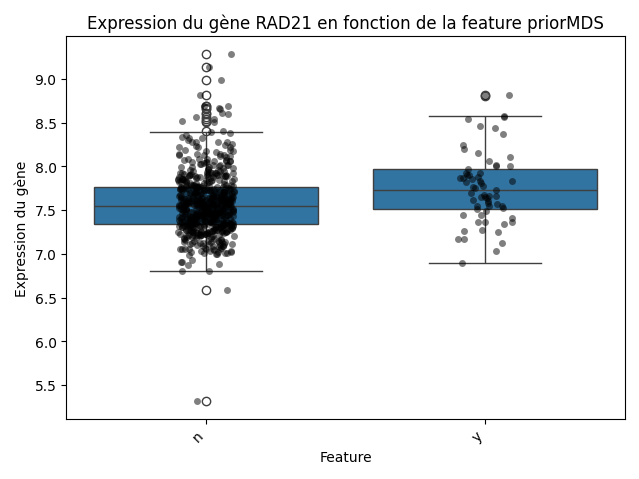 Expression du gène RAD21 en fonction de la feature priorMDS
Expression du gène
9.0
8.5
8.0
7.5
7.0
6.5
6.0
5.5
n
y
Feature